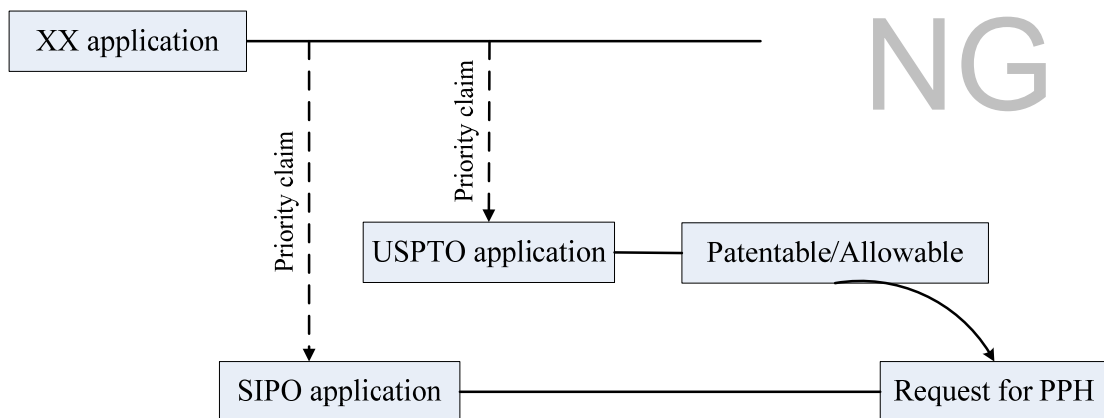 XX application
NG
Priority claim
Priority claim
USPTO application
Patentable/Allowable
SIPO application
Request for PPH